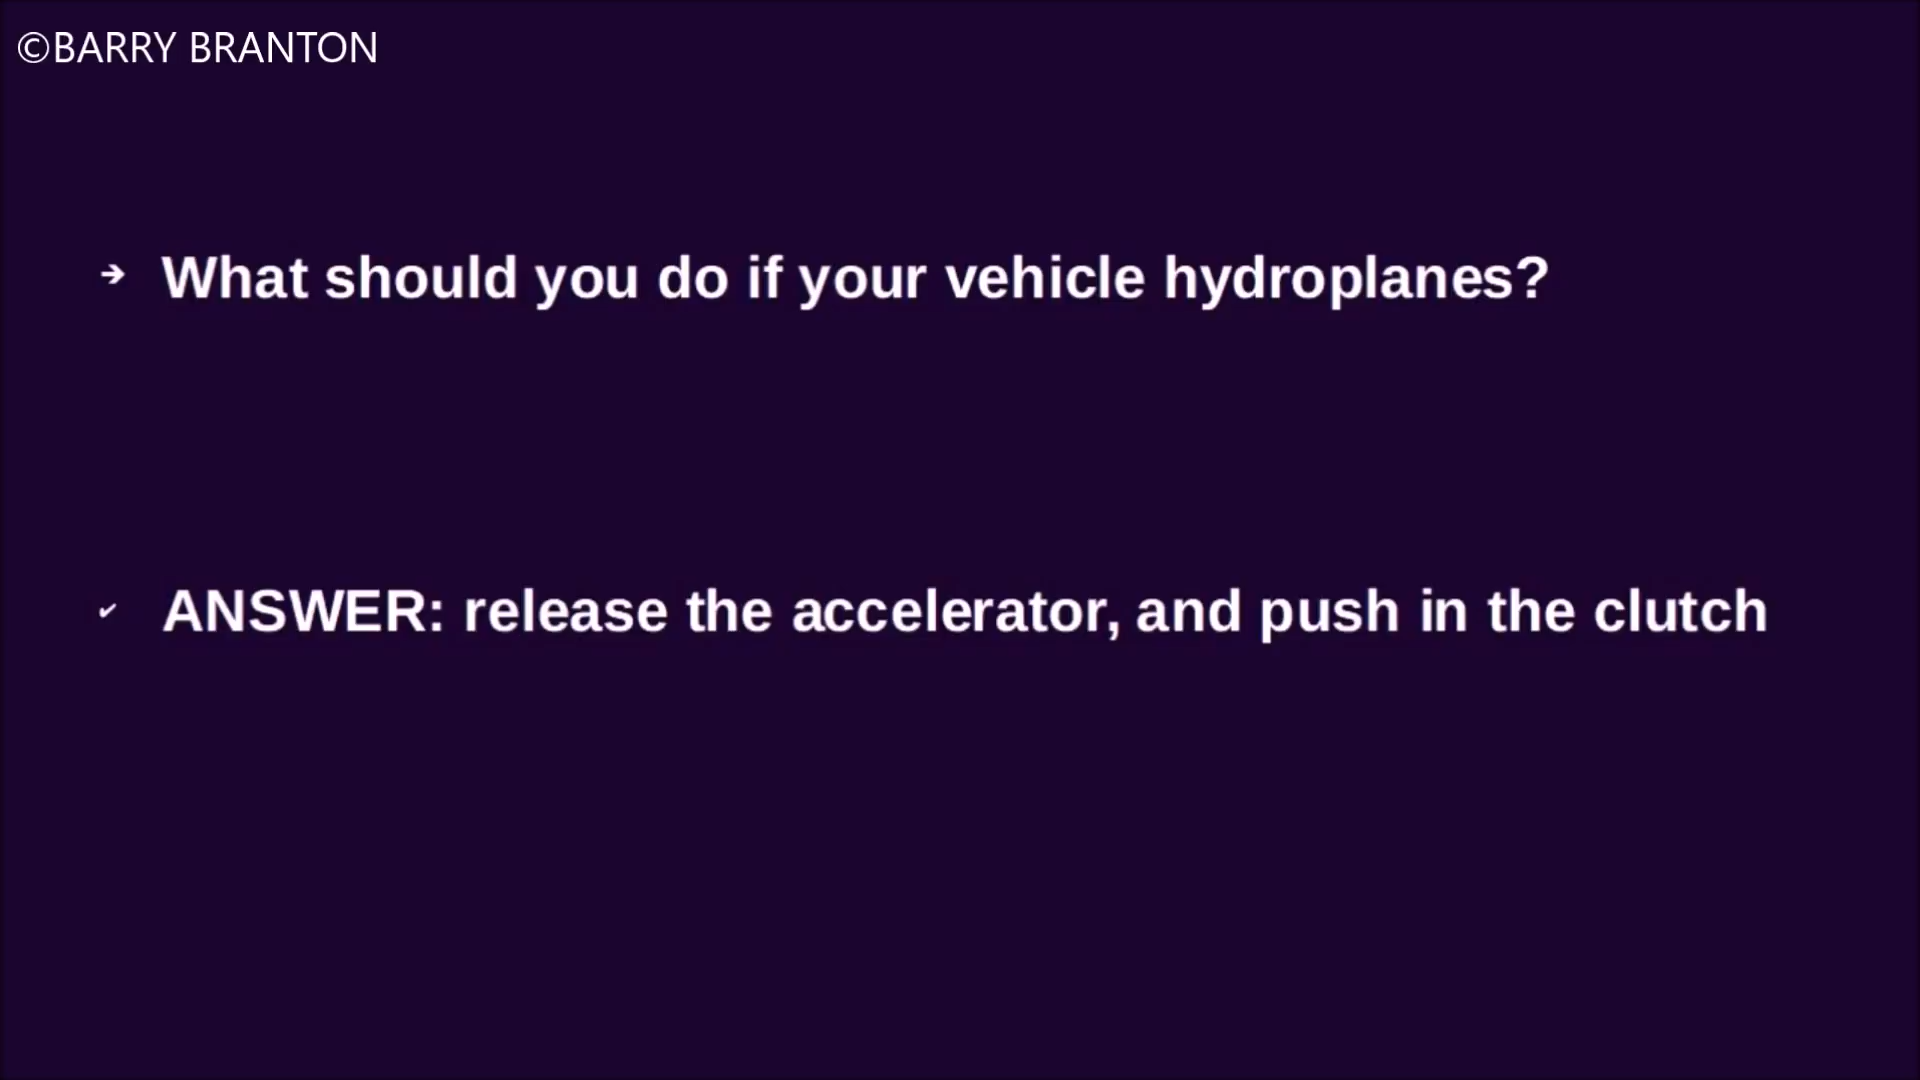 ©BARRY BRANTON
➔ What should you do if your vehicle hydroplanes?
✔ ANSWER: release the accelerator, and push in the clutch